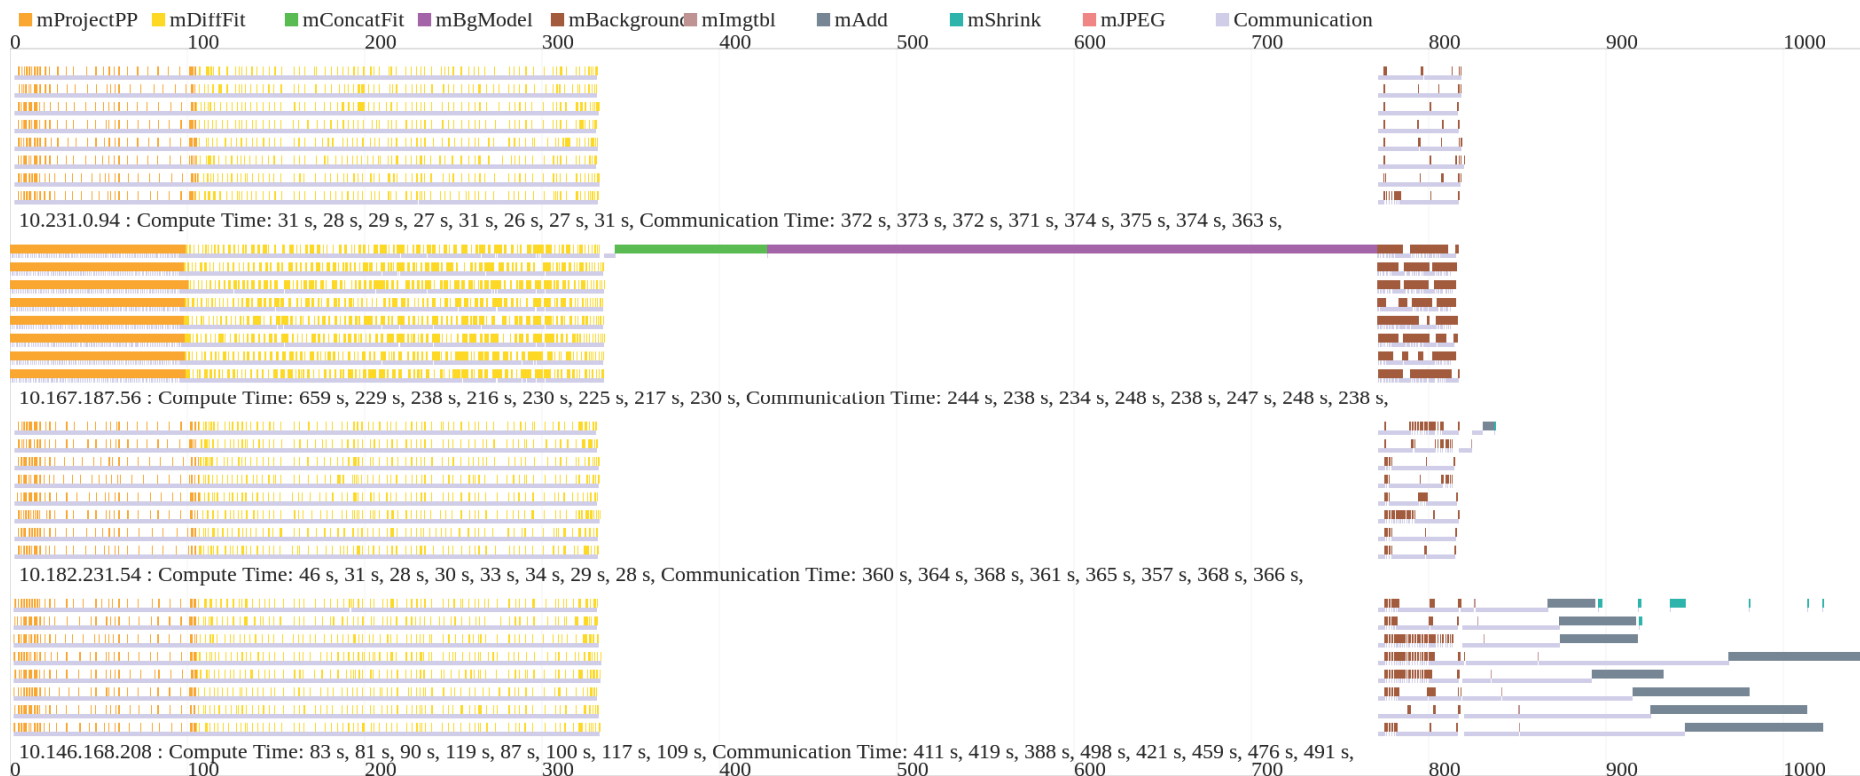 mProjectPP mDiffFit mConcatFit mBgModel mBackground mImgtbl mAdd mShrink mJPEG Communication
0 100 200 300 400 500 600 700 800 900 1000
10.231.0.94 : Compute Time: 31 s, 28 s, 29 s, 27 s, 31 s, 26 s, 27 s, 31 s, Communication Time: 372 s, 373 s, 372 s, 371 s, 374 s, 375 s, 374 s, 363 s,
10.167.187.56 : Compute Time: 659 s, 229 s, 238 s, 216 s, 230 s, 225 s, 217 s, 230 s, Communication Time: 244 s, 238 s, 234 s, 248 s, 238 s, 247 s, 248 s, 238 s,
10.182.231.54 : Compute Time: 46 s, 31 s, 28 s, 30 s, 33 s, 34 s, 29 s, 28 s, Communication Time: 360 s, 364 s, 368 s, 361 s, 365 s, 357 s, 368 s, 366 s,
10.146.168.208 : Compute Time: 83 s, 81 s, 90 s, 119 s, 87 s, 100 s, 117 s, 109 s, Communication Time: 411 s, 419 s, 388 s, 498 s, 421 s, 459 s, 476 s, 491 s,
0 100 200 300 400 500 600 700 800 900 1000